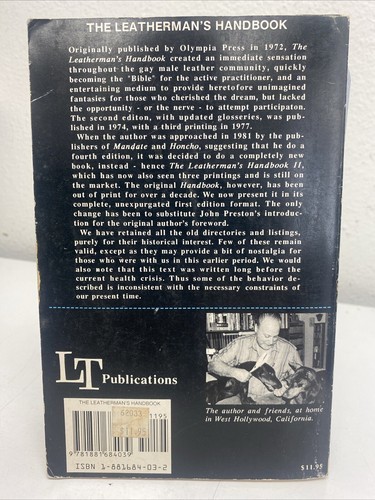 THE LEATHERMAN'S HANDBOOK
Originally published by Olympia Press in 1972, The
Leatherman's Handbook created an immediate sensation
throughout the gay male leather community, quickly
becoming the "Bible" for the active practitioner, and an
entertaining medium to provide heretofore unimagined
fantasies for those who cherished the dream, but lacked
the opportunity - or the nerve - to attempt participaton.
The second editon, with updated glosseries, was pub-
lished in 1974, with a third printing in 1977.
When the author was approached in 1981 by the pub-
lishers of Mandate and Honcho, suggesting that he do a
fourth edition, it was decided to do a completely new
book, instead - hence The Leatherman's Handbook II,
which has now also seen three printings and is still on
the market. The original Handbook, however, has been
out of print for over a decade. We now present it in its
complete, unexpurgated first edition format. The only
change has been to substitute John Preston's introduc-
tion for the original author's foreword.
We have retained all the old directories and listings,
purely for their historical interest. Few of these remain
valid, except as they may provide a bit of nostalgia for
those who were with us in this earlier period. We would
also note that this text was written long before the
current health crisis. Thus some of the behavior de-
scribed is inconsistent with the necessary constraints of
our present time.
LT Publications
The author and friends, at home
in West Hollywood, California.
THE LEATHERMAN'S HANDBOOK
1195
9 781881 684039
ISBN 1-881684-03-2
$11.95